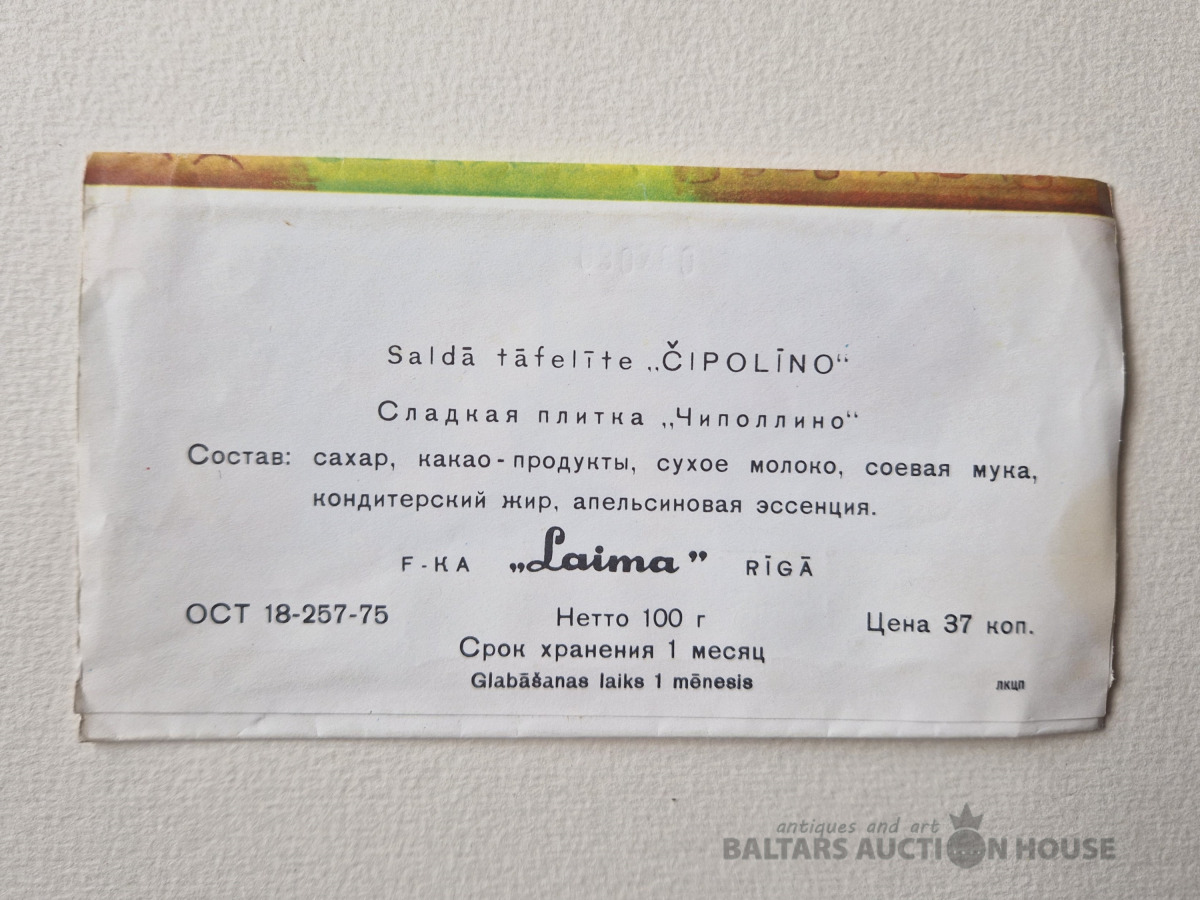 Saldā tāfelīte „ČIPOLĪNO“
Сладкая плитка „Чиполлино“
Состав: сахар, какао-продукты, сухое молоко, соевая мука,
кондитерский жир, апельсиновая эссенция.
F-KA „Laima” RĪGĀ
ОСТ 18-257-75 Нетто 100 г Цена 37 коп.
Срок хранения 1 месяц
Glabāšanas laiks 1 mēnesis
лкцп
antiques and art
BALTARS AUCTION HOUSE